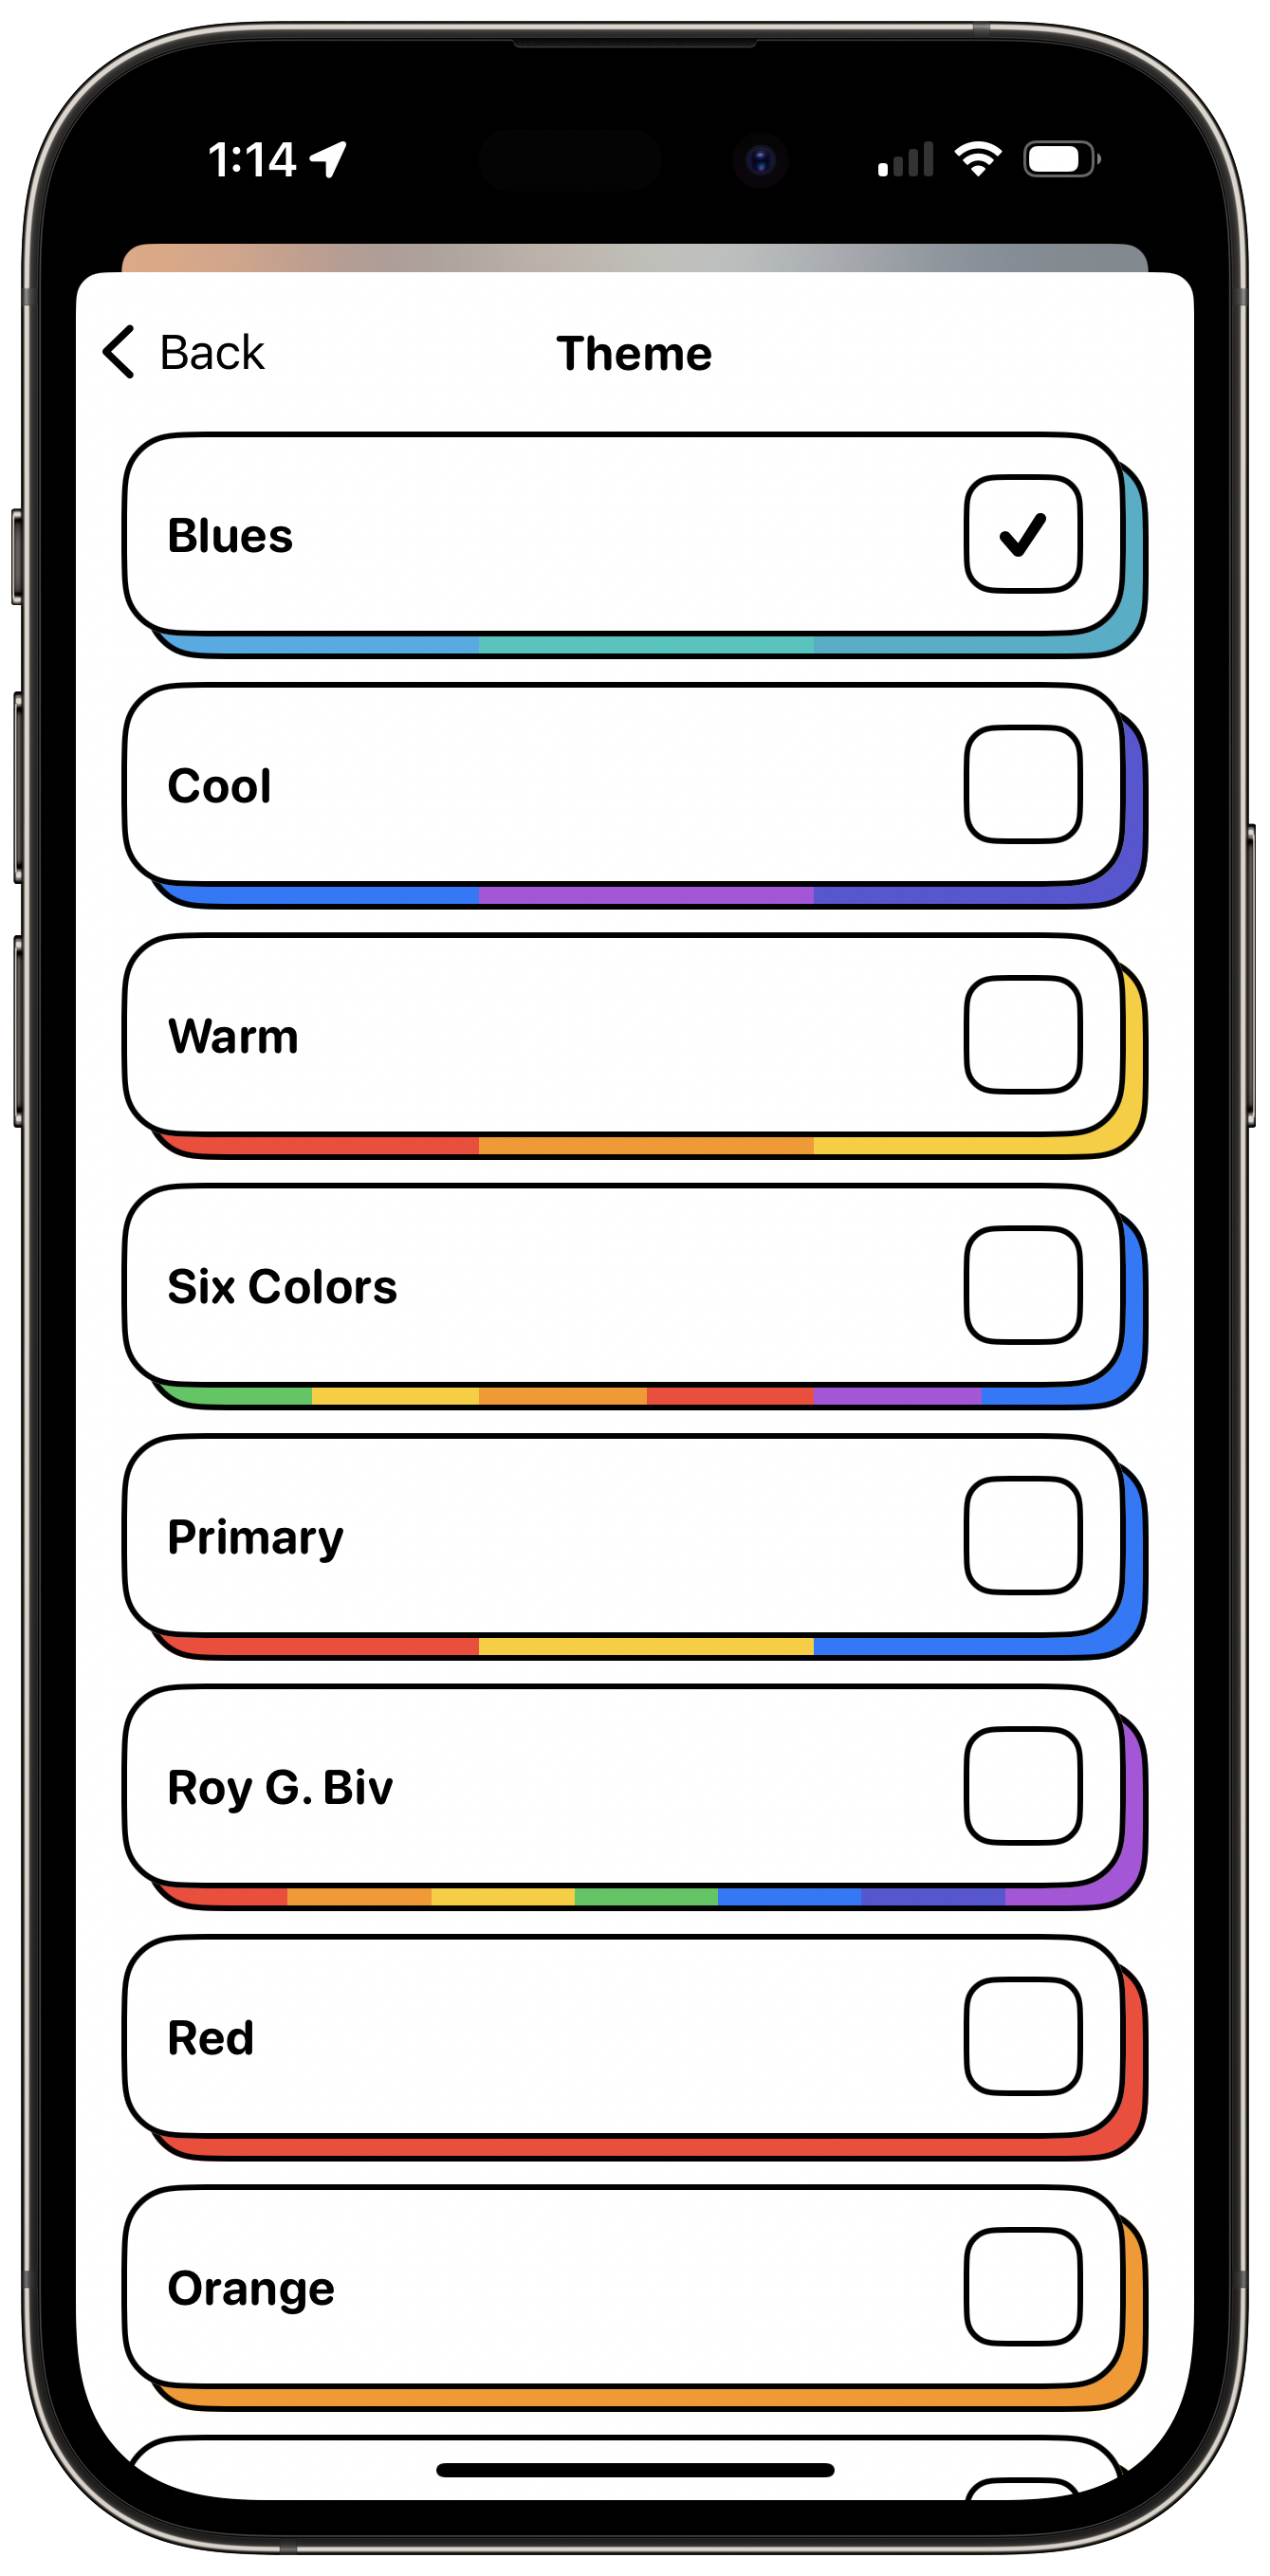 1:14
Back
Theme
Blues
Cool
Warm
Six Colors
Primary
Roy G. Biv
Red
Orange